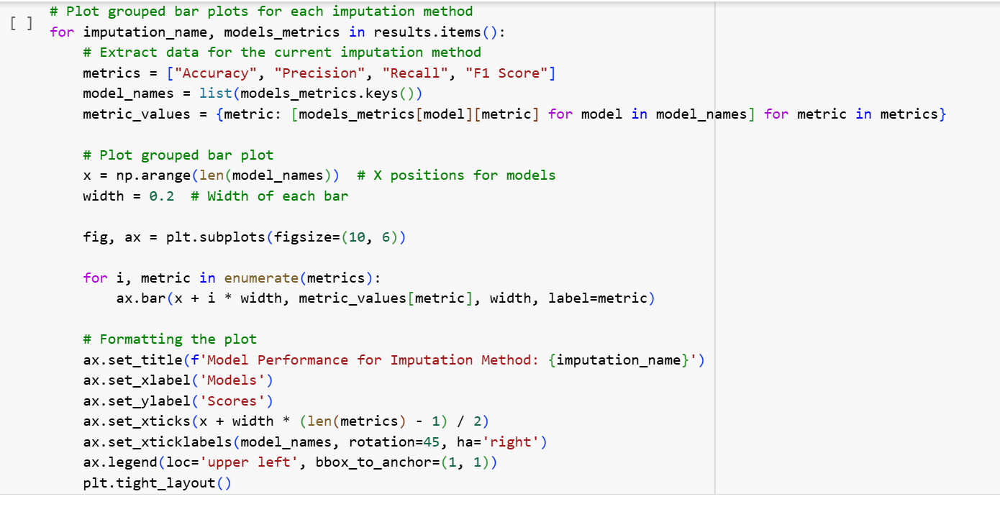 # Plot grouped bar plots for each imputation method
[ ]
for imputation_name, models_metrics in results.items():
    # Extract data for the current imputation method
    metrics = ["Accuracy", "Precision", "Recall", "F1 Score"]
    model_names = list(models_metrics.keys())
    metric_values = {metric: [models_metrics[model][metric] for model in model_names] for metric in metrics}
    # Plot grouped bar plot
    x = np.arange(len(model_names))  # X positions for models
    width = 0.2  # Width of each bar
    fig, ax = plt.subplots(figsize=(10, 6))
    for i, metric in enumerate(metrics):
        ax.bar(x + i * width, metric_values[metric], width, label=metric)
    # Formatting the plot
    ax.set_title(f'Model Performance for Imputation Method: {imputation_name}')
    ax.set_xlabel('Models')
    ax.set_ylabel('Scores')
    ax.set_xticks(x + width * (len(metrics) - 1) / 2)
    ax.set_xticklabels(model_names, rotation=45, ha='right')
    ax.legend(loc='upper left', bbox_to_anchor=(1, 1))
    plt.tight_layout()